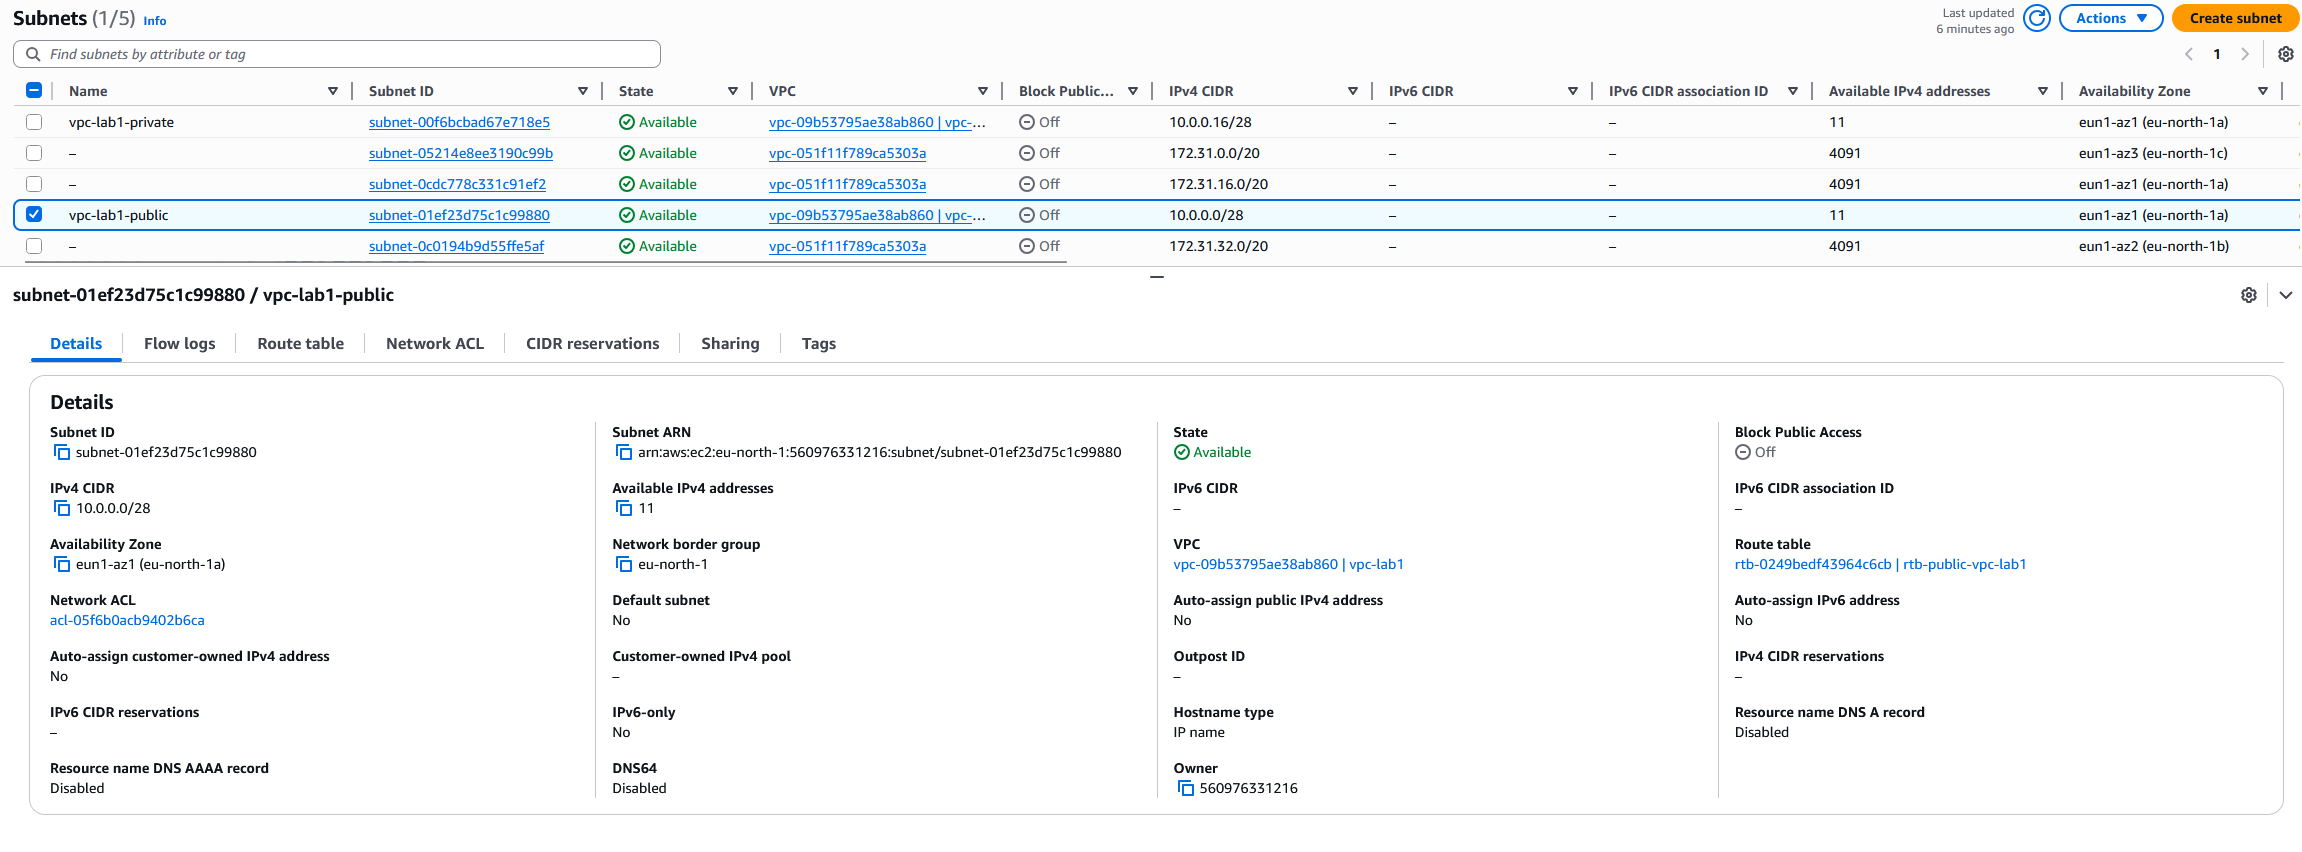 Subnets (1/5) Info
Last updated
6 minutes ago
Actions
Create subnet
Find subnets by attribute or tag
1
Name Subnet ID State VPC Block Public... IPv4 CIDR IPv6 CIDR IPv6 CIDR association ID Available IPv4 addresses Availability Zone
vpc-lab1-private subnet-00f6bcbad67e718e5 Available vpc-09b53795ae38ab860 | vpc-... Off 10.0.0.16/28 – – 11 eun1-az1 (eu-north-1a)
– subnet-05214e8ee3190c99b Available vpc-051f11f789ca5303a Off 172.31.0.0/20 – – 4091 eun1-az3 (eu-north-1c)
– subnet-0cdc778c331c91ef2 Available vpc-051f11f789ca5303a Off 172.31.16.0/20 – – 4091 eun1-az1 (eu-north-1a)
vpc-lab1-public subnet-01ef23d75c1c99880 Available vpc-09b53795ae38ab860 | vpc-... Off 10.0.0.0/28 – – 11 eun1-az1 (eu-north-1a)
– subnet-0c0194b9d55ffe5af Available vpc-051f11f789ca5303a Off 172.31.32.0/20 – – 4091 eun1-az2 (eu-north-1b)
subnet-01ef23d75c1c99880 / vpc-lab1-public
Details Flow logs Route table Network ACL CIDR reservations Sharing Tags
Details
Subnet ID Subnet ARN State Block Public Access
subnet-01ef23d75c1c99880 arn:aws:ec2:eu-north-1:560976331216:subnet/subnet-01ef23d75c1c99880 Available Off
IPv4 CIDR Available IPv4 addresses IPv6 CIDR IPv6 CIDR association ID
10.0.0.0/28 11 – –
Availability Zone Network border group VPC Route table
eun1-az1 (eu-north-1a) eu-north-1 vpc-09b53795ae38ab860 | vpc-lab1 rtb-0249bedf43964c6cb | rtb-public-vpc-lab1
Network ACL Default subnet Auto-assign public IPv4 address Auto-assign IPv6 address
acl-05f6b0acb9402b6ca No No No
Auto-assign customer-owned IPv4 address Customer-owned IPv4 pool Outpost ID IPv4 CIDR reservations
No – – –
IPv6 CIDR reservations IPv6-only Hostname type Resource name DNS A record
– No IP name Disabled
Resource name DNS AAAA record DNS64 Owner
Disabled Disabled 560976331216